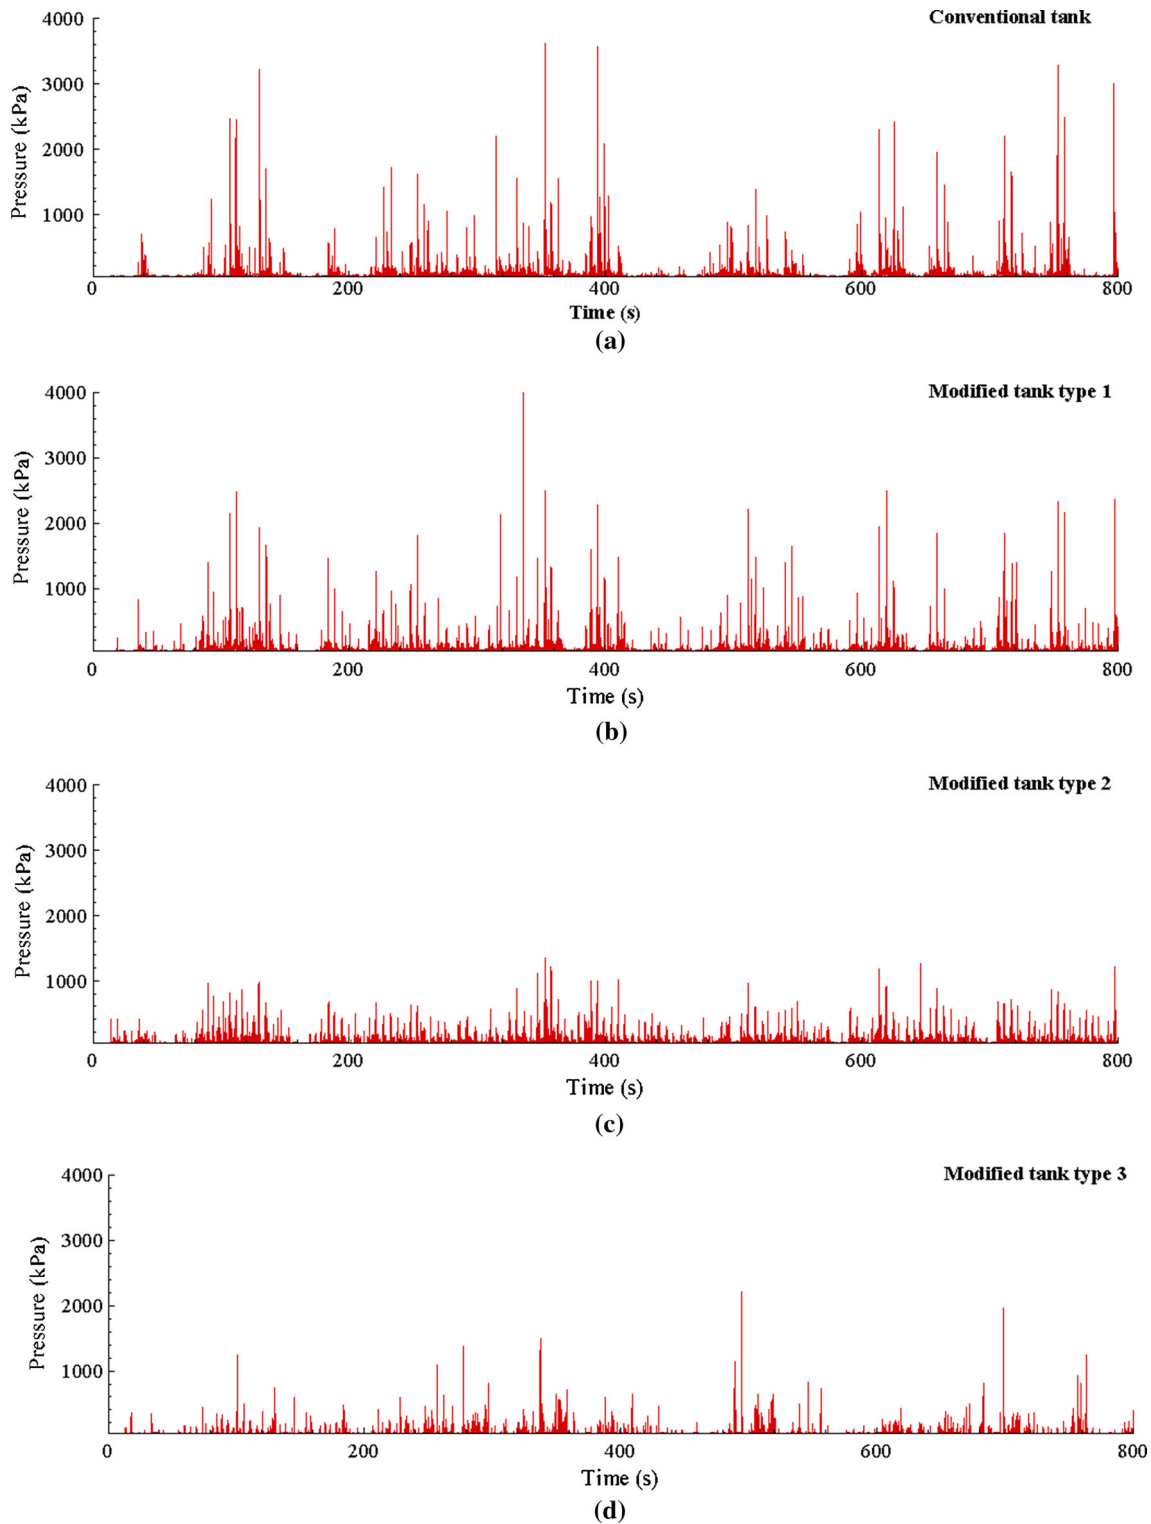 Conventional tank
4000
3000
2000
1000
Pressure (kPa)
0 200 400 600 800
Time (s)
(a)
Modified tank type 1
4000
3000
2000
1000
Pressure (kPa)
0 200 400 600 800
Time (s)
(b)
Modified tank type 2
4000
3000
2000
1000
Pressure (kPa)
0 200 400 600 800
Time (s)
(c)
Modified tank type 3
4000
3000
2000
1000
Pressure (kPa)
0 200 400 600 800
Time (s)
(d)